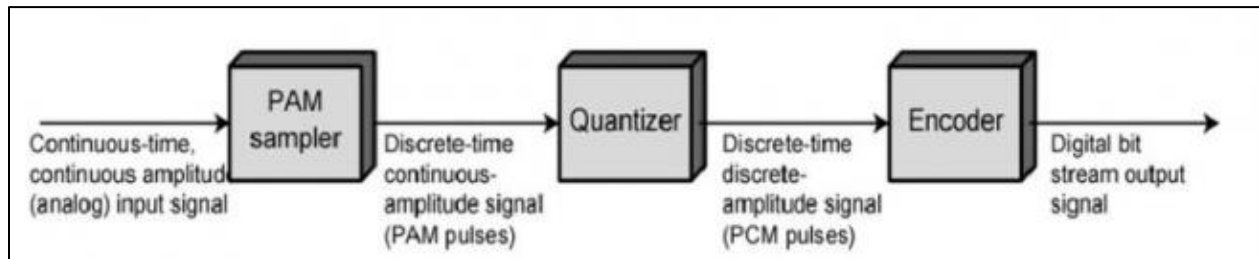 PAM
sampler
Quantizer
Encoder
Continuous-time,
continuous amplitude
(analog) input signal
Discrete-time
continuous-
amplitude signal
(PAM pulses)
Discrete-time
discrete-
amplitude signal
(PCM pulses)
Digital bit
stream output
signal